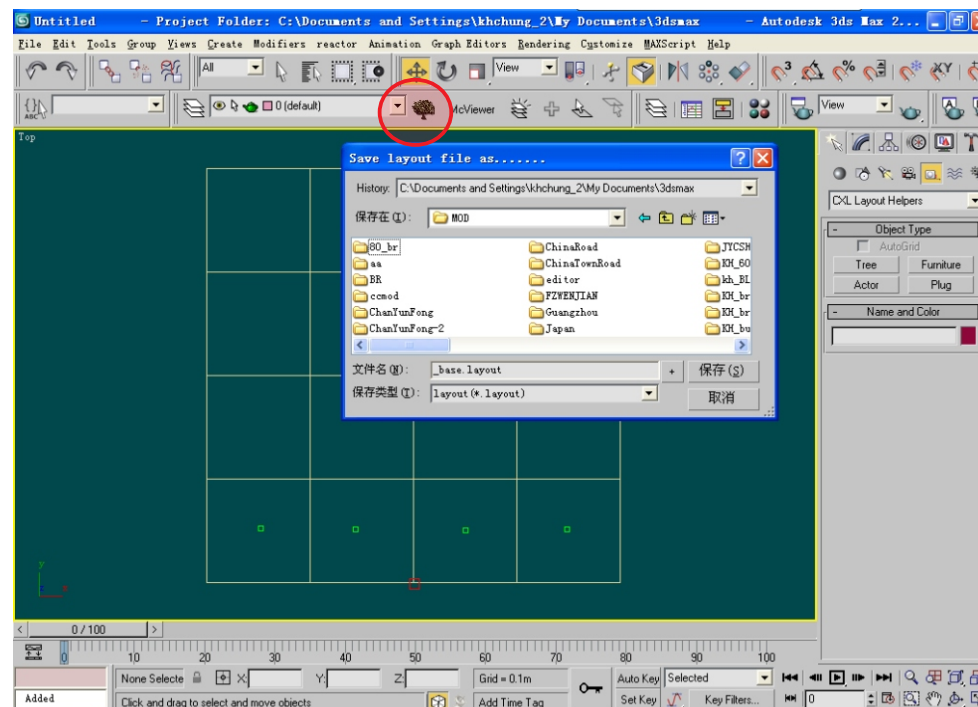 Untitled - Project Folder: C:\Documents and Settings\khchung_2\My Documents\3dsmax - Autodesk 3ds Max 2...
File Edit Tools Group Views Create Modifiers reactor Animation Graph Editors Rendering Customize MAXScript Help
All View
ABC 0 (default) McViewer View
Top
Save layout file as.......
History: C:\Documents and Settings\khchung_2\My Documents\3dsmax
保存在(I): MOD
80_br ChinaRoad JYCSH
aa ChinaTownRoad KH_60
BR editor kh_BL
ccmod FZWENJIAN KH_br
ChanYunFong Guangzhou KH_br
ChanYunFong-2 Japan KH_bu
文件名(N): _base.layout + 保存(S)
保存类型(T): layout(*.layout) 取消
CXL Layout Helpers
- Object Type
AutoGrid
Tree Furniture
Actor Plug
- Name and Color
y
x
< 0 / 100 >
0 10 20 30 40 50 60 70 80 90 100
None Selecte X: Y: Z: Grid = 0.1m Auto Key Selected
Added Click and drag to select and move objects Add Time Tag Set Key Key Filters... 0